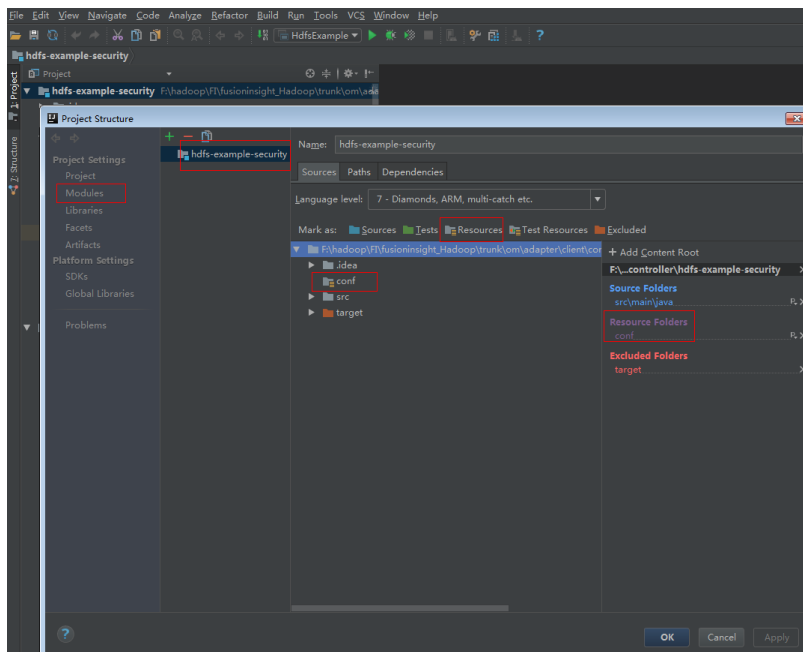 File Edit View Navigate Code Analyze Refactor Build Run Tools VCS Window Help
HdfsExample
hdfs-example-security
1: Project
Z: Structure
Project
hdfs-example-security F:\hadoop\FI\fusioninsight_Hadoop\trunk\om\ada
Project Structure
Project Settings
Project
Modules
Libraries
Facets
Artifacts
Platform Settings
SDKs
Global Libraries
Problems
hdfs-example-security
Name: hdfs-example-security
Sources Paths Dependencies
Language level: 7 - Diamonds, ARM, multi-catch etc.
Mark as: Sources Tests Resources Test Resources Excluded
F:\hadoop\FI\fusioninsight_Hadoop\trunk\om\adapter\client\cor
.idea
conf
src
target
+ Add Content Root
F:\...controller\hdfs-example-security
Source Folders
src\main\java
Resource Folders
conf
Excluded Folders
target
?
OK Cancel Apply